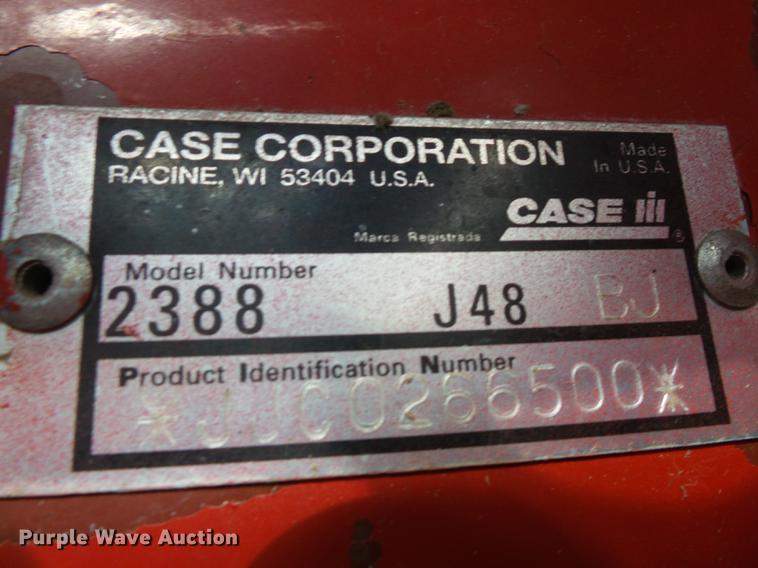 CASE CORPORATION
RACINE, WI 53404 U.S.A.
Made
In U.S.A.
CASE IH
Marca Registrada ®
Model Number
2388 J48 BJ
Product Identification Number
*JJC0266500*
Purple Wave Auction